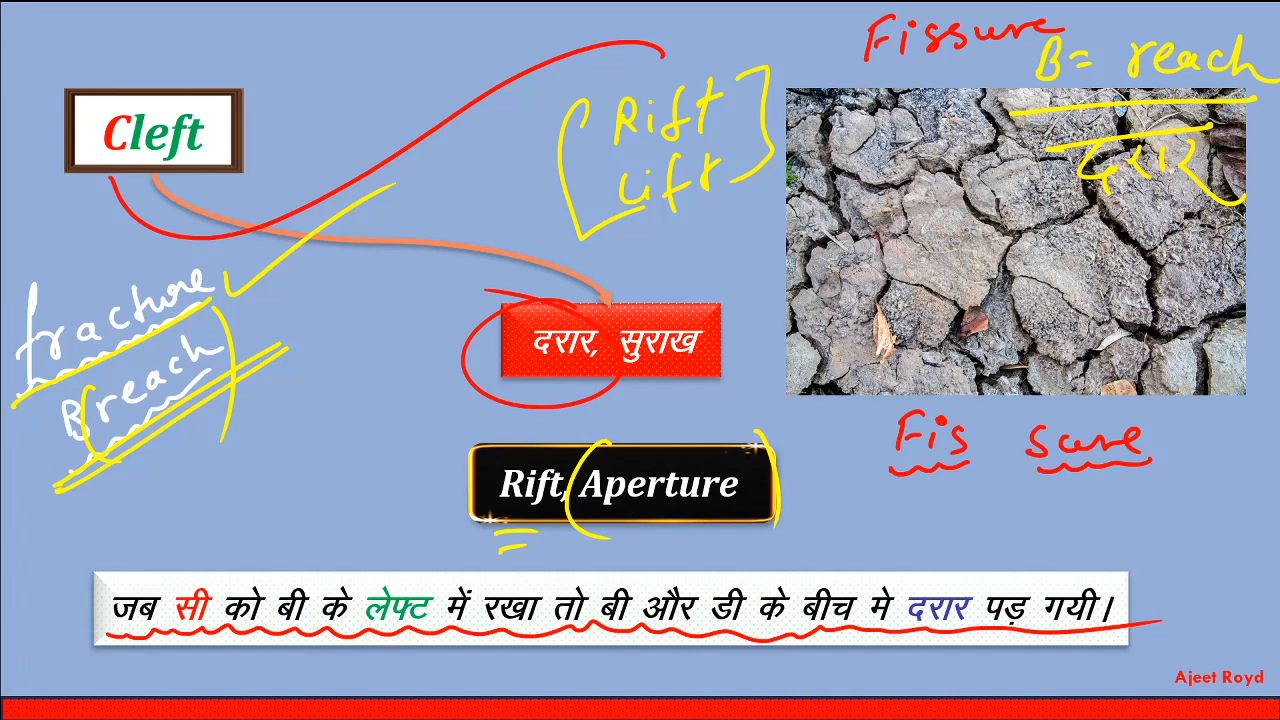 Fissure
B = reach
दरार
Cleft
Rift
Lift
fracture
Breach
दरार, सुराख
Fis sure
Rift, Aperture
जब सी को बी के लेफ्ट में रखा तो बी और डी के बीच मे दरार पड़ गयी।
Ajeet Royd